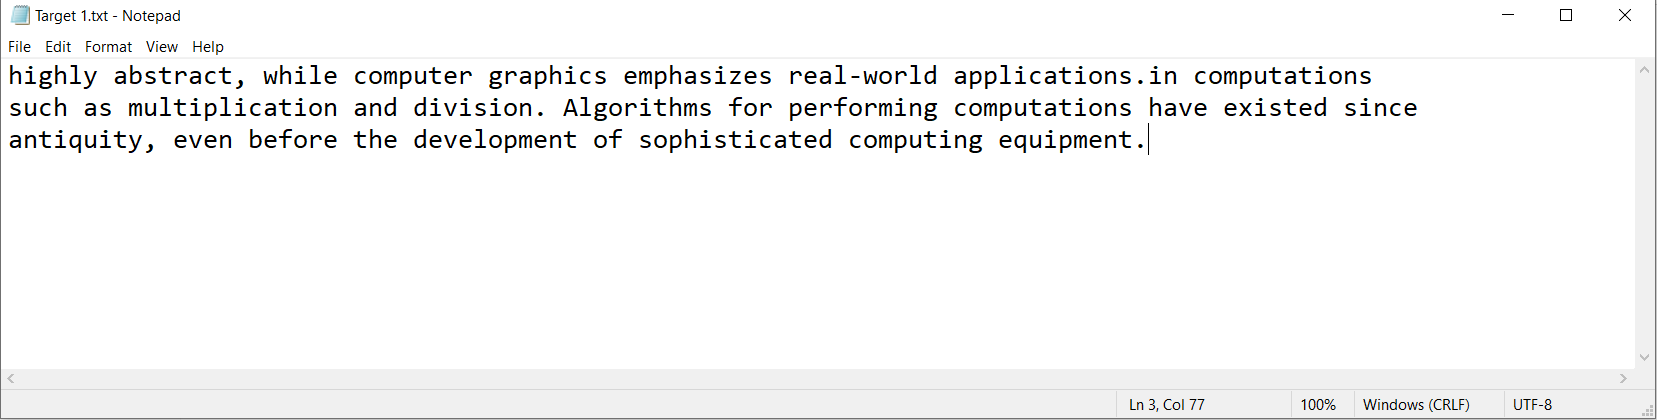 Target 1.txt - Notepad
File Edit Format View Help
highly abstract, while computer graphics emphasizes real-world applications.in computations
such as multiplication and division. Algorithms for performing computations have existed since
antiquity, even before the development of sophisticated computing equipment.
Ln 3, Col 77 100% Windows (CRLF) UTF-8